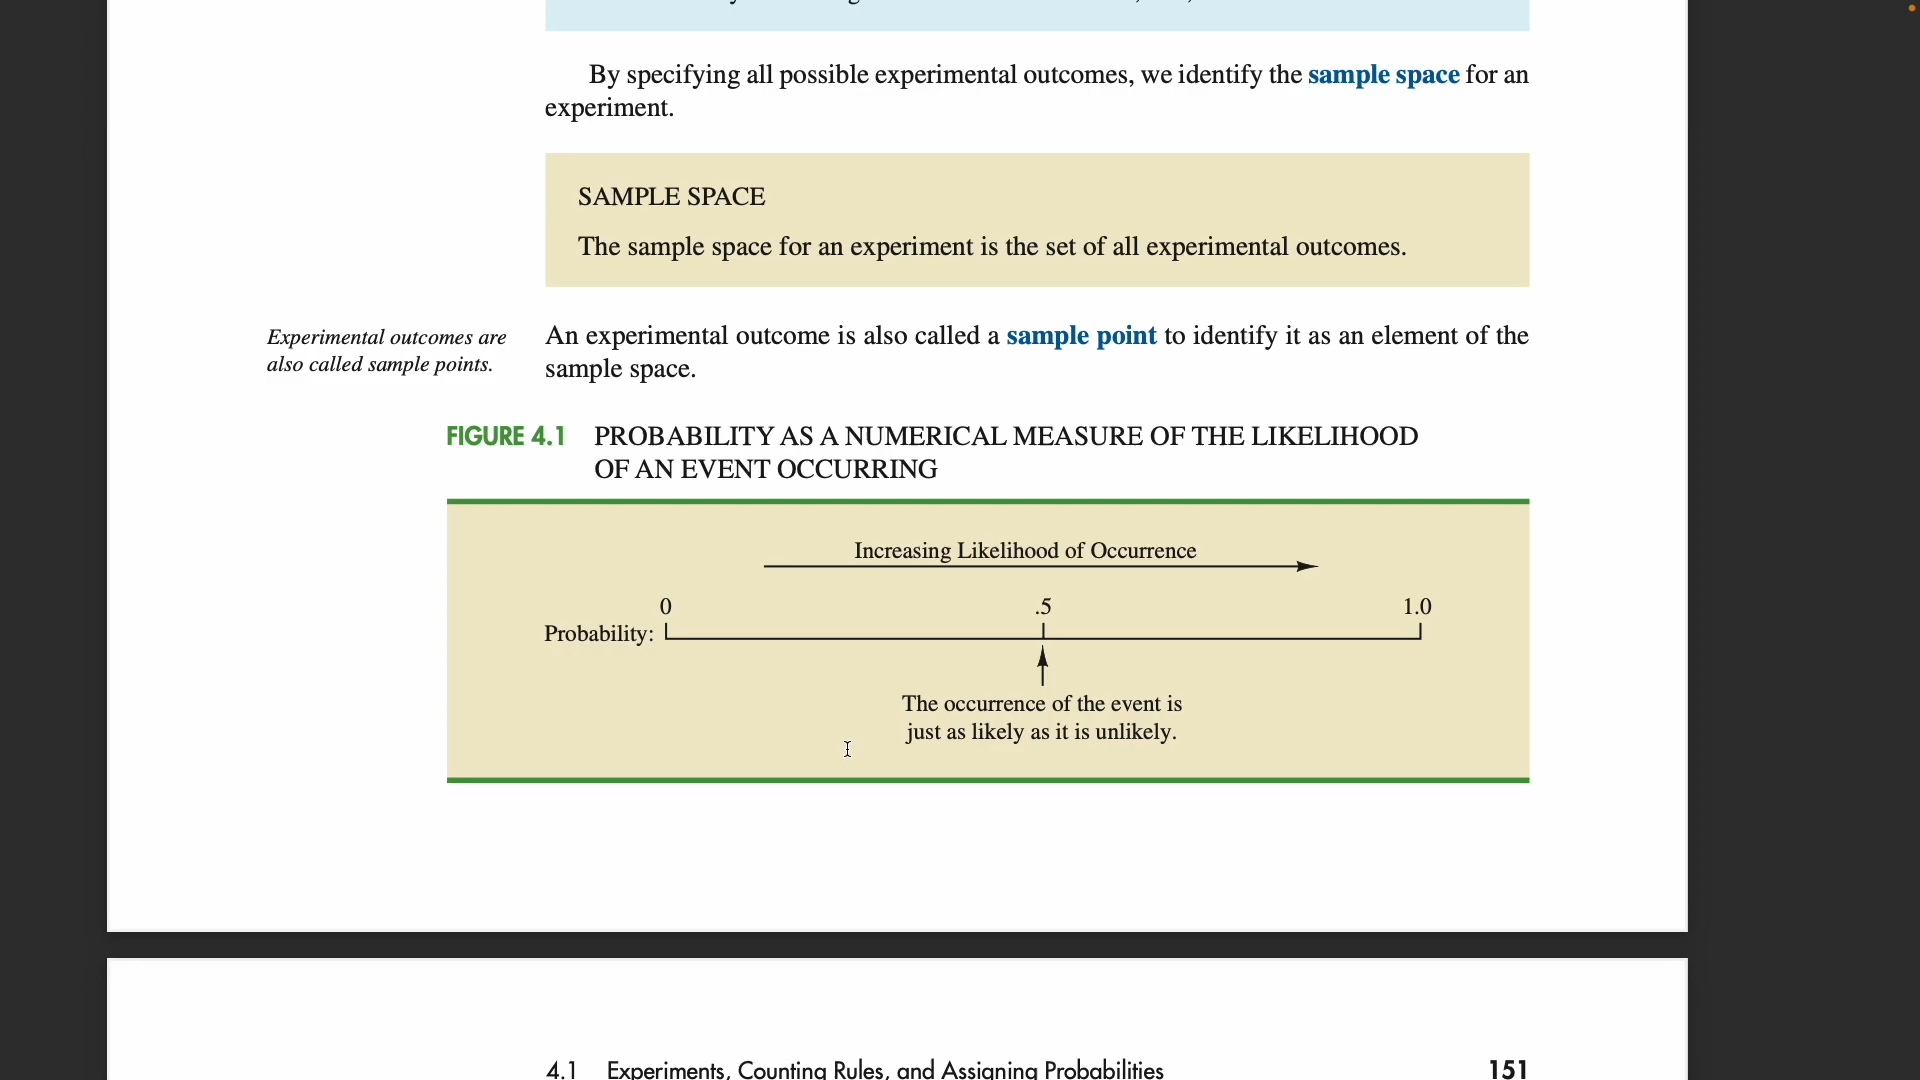 By specifying all possible experimental outcomes, we identify the sample space for an
experiment.
SAMPLE SPACE
The sample space for an experiment is the set of all experimental outcomes.
Experimental outcomes are
also called sample points.
An experimental outcome is also called a sample point to identify it as an element of the
sample space.
FIGURE 4.1 PROBABILITY AS A NUMERICAL MEASURE OF THE LIKELIHOOD
OF AN EVENT OCCURRING
Increasing Likelihood of Occurrence
0 .5 1.0
Probability:
The occurrence of the event is
just as likely as it is unlikely.
4.1 Experiments, Counting Rules, and Assigning Probabilities 151